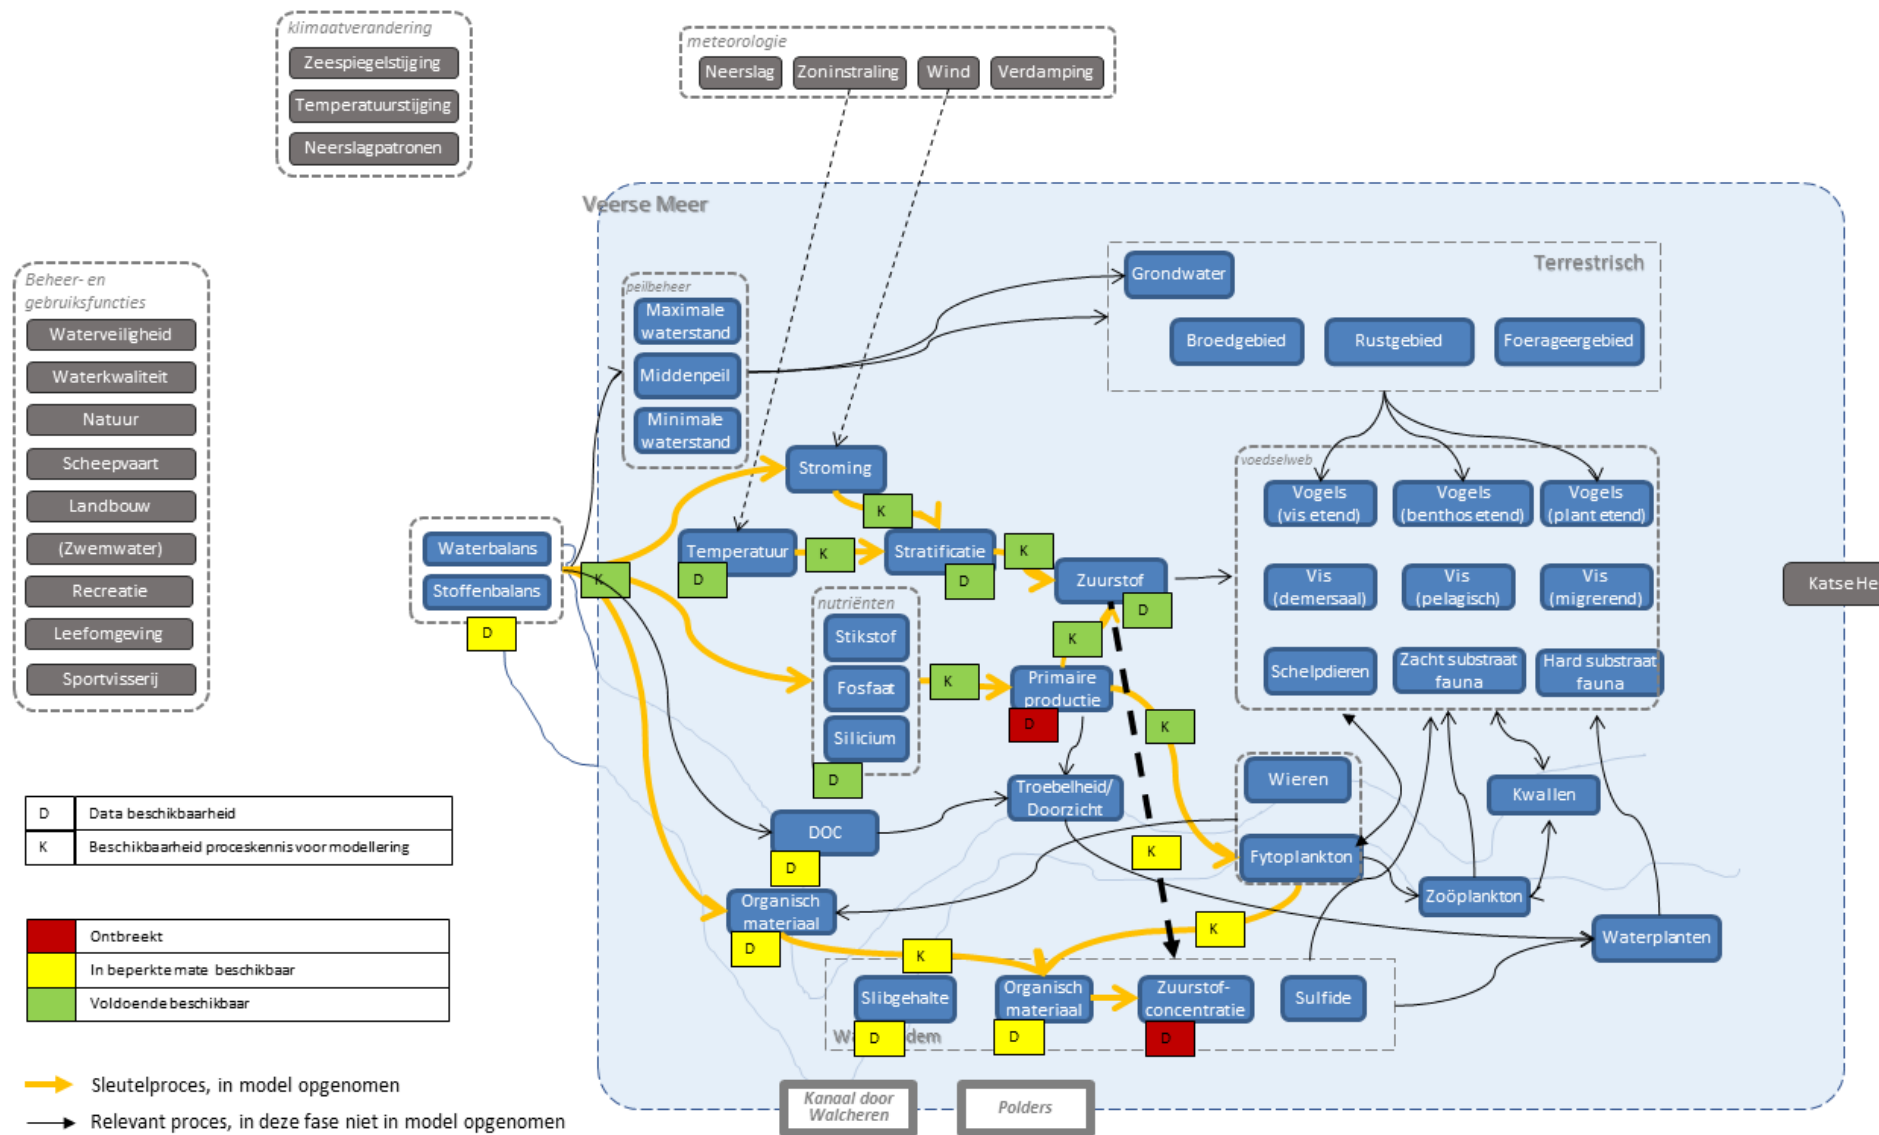 klimaatverandering
Zeespiegelstijging
Temperatuurstijging
Neerslagpatronen
meteorologie
Neerslag
Zoninstraling
Wind
Verdamping
Beheer- en
gebruiksfuncties
Waterveiligheid
Waterkwaliteit
Natuur
Scheepvaart
Landbouw
(Zwemwater)
Recreatie
Leefomgeving
Sportvisserij
Veerse Meer
peilbeheer
Maximale
waterstand
Middenpeil
Minimale
waterstand
Terrestrisch
Grondwater
Broedgebied
Rustgebied
Foerageergebied
Stroming
K
Waterbalans
Stoffenbalans
D
K
Temperatuur
D
K
Stratificatie
D
K
Zuurstof
D
K
nutriënten
Stikstof
Fosfaat
Silicium
D
K
Primaire
productie
D
K
voedselweb
Vogels
(vis etend)
Vogels
(benthos etend)
Vogels
(plant etend)
Vis
(demersaal)
Vis
(pelagisch)
Vis
(migrerend)
Schelpdieren
Zacht substraat
fauna
Hard substraat
fauna
Katse He
Troebelheid/
Doorzicht
DOC
D
K
Wieren
Fytoplankton
Kwallen
Zoöplankton
Waterplanten
Organisch
materiaal
D
K
K
Slibgehalte
D
Organisch
materiaal
D
Zuurstof-
concentratie
D
Sulfide
Wa
dem
Kanaal door
Walcheren
Polders
D Data beschikbaarheid
K Beschikbaarheid proceskennis voor modellering
Ontbreekt
In beperkte mate beschikbaar
Voldoende beschikbaar
Sleutelproces, in model opgenomen
Relevant proces, in deze fase niet in model opgenomen